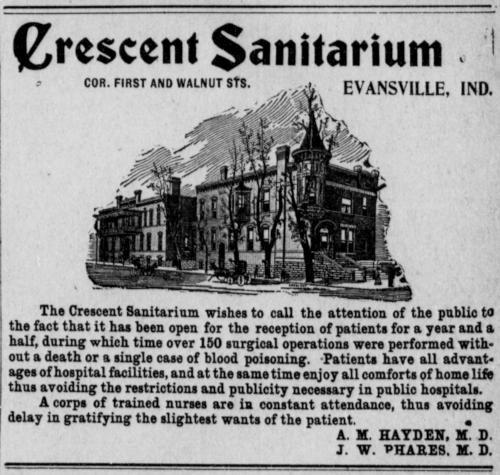 Crescent Sanitarium
COR. FIRST AND WALNUT STS.
EVANSVILLE, IND.
The Crescent Sanitarium wishes to call the attention of the public to
the fact that it has been open for the reception of patients for a year and a
half, during which time over 150 surgical operations were performed with-
out a death or a single case of blood poisoning. Patients have all advant-
ages of hospital facilities, and at the same time enjoy all comforts of home life
thus avoiding the restrictions and publicity necessary in public hospitals.
A corps of trained nurses are in constant attendance, thus avoiding
delay in gratifying the slightest wants of the patient.
A. M. HAYDEN, M. D.
J. W. PHARES, M. D.